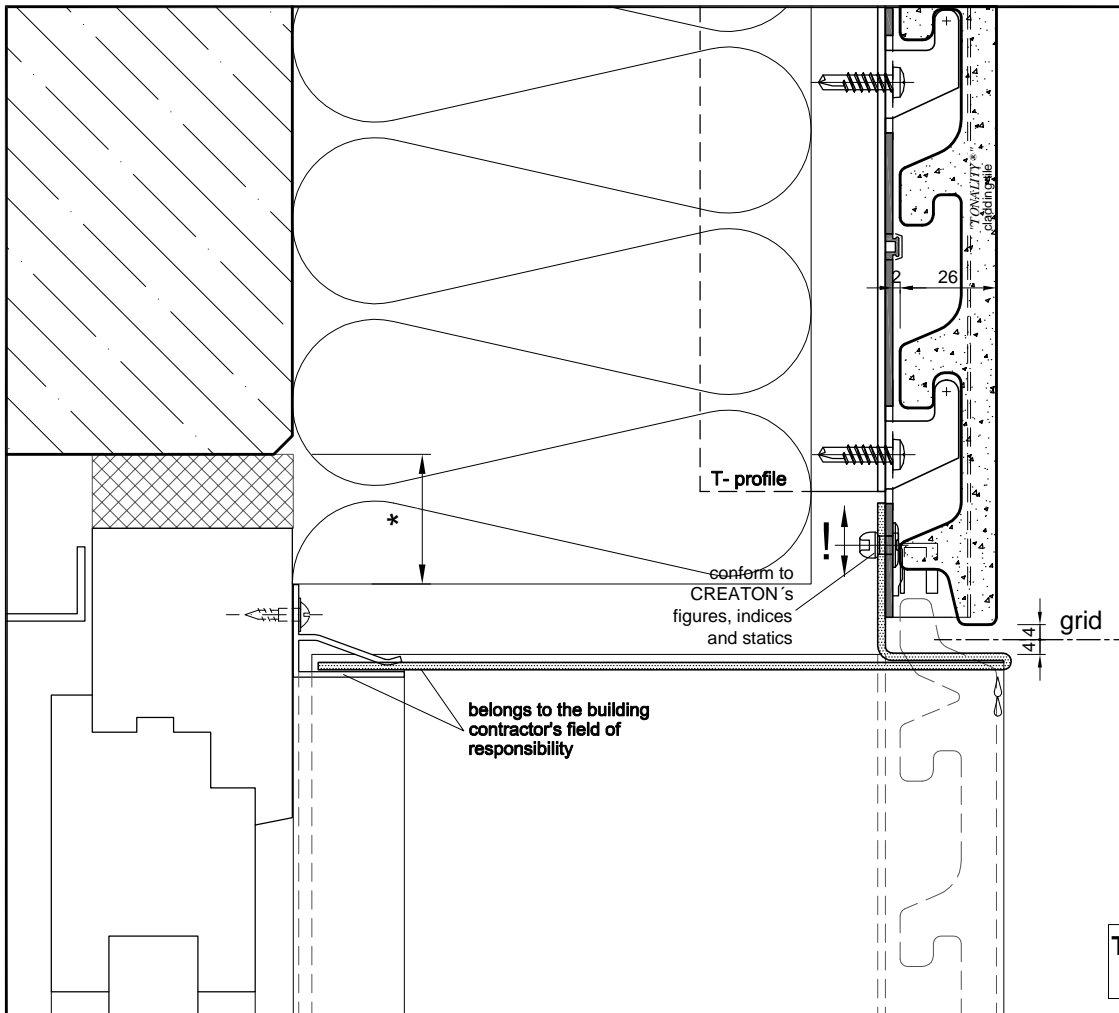 "TONALITY®"
cladding tile
2
26
T- profile
*
!
conform to
CREATON´s
figures, indices
and statics
4
4
grid
belongs to the building
contractor's field of
responsibility
T